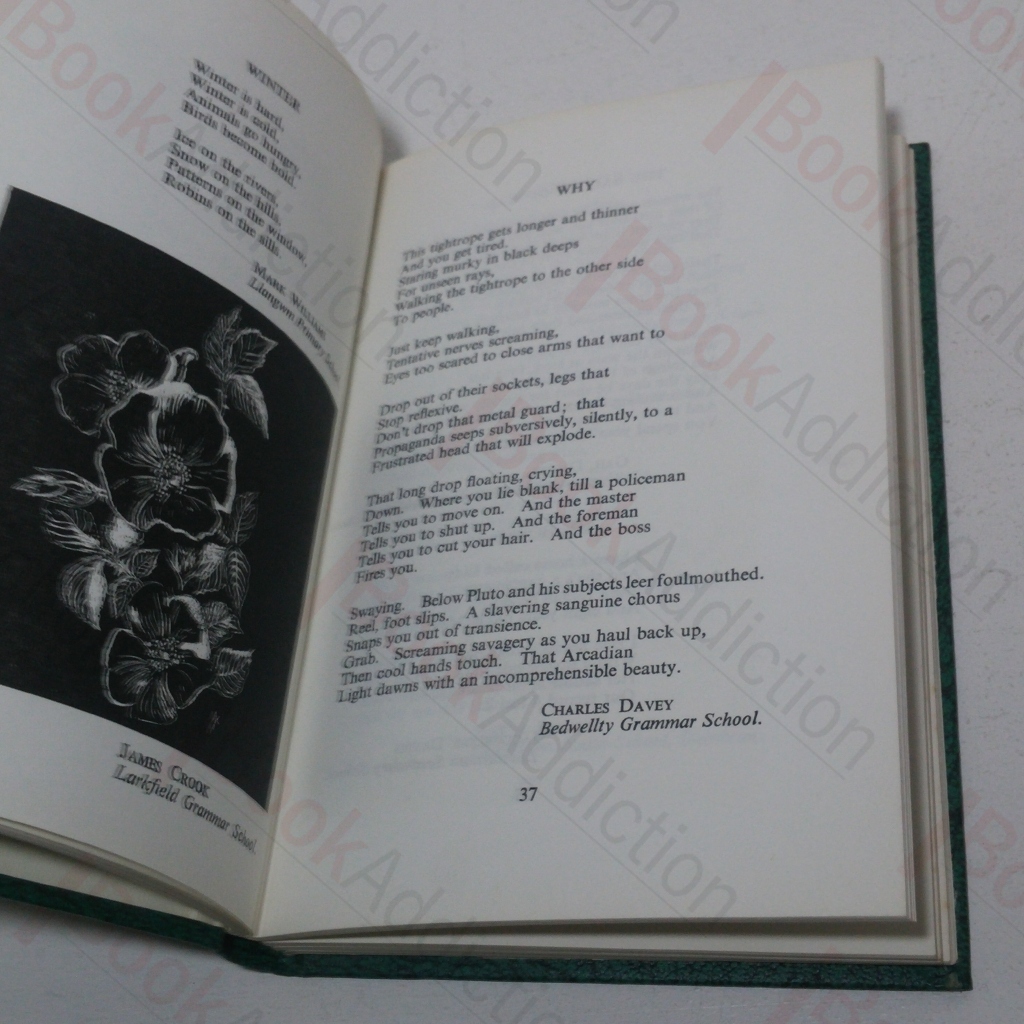 WINTER
Winter is hard,
Winter is cold,
Animals go hungry,
Birds become bold.
Ice on the rivers,
Snow on the hills,
Patterns on the window,
Robins on the sills.
MARK WILLIAMS
Llangwm Primary School.
JAMES CROOK
Larkfield Grammar School.
WHY
This tightrope gets longer and thinner
And you get tired.
Staring murky in black deeps
For unseen rays,
Walking the tightrope to the other side
To people.
Just keep walking,
Tentative nerves screaming,
Eyes too scared to close arms that want to
Drop out of their sockets, legs that
Stop reflexive.
Don't drop that metal guard; that
Propaganda seeps subversively, silently, to a
Frustrated head that will explode.
That long drop floating, crying,
Down. Where you lie blank, till a policeman
Tells you to move on. And the master
Tells you to shut up. And the foreman
Tells you to cut your hair. And the boss
Fires you.
Swaying. Below Pluto and his subjects leer foulmouthed.
Reel, foot slips. A slavering sanguine chorus
Snaps you out of transience.
Grab. Screaming savagery as you haul back up,
Then cool hands touch. That Arcadian
Light dawns with an incomprehensible beauty.
CHARLES DAVEY
Bedwellty Grammar School.
37
BookAddiction